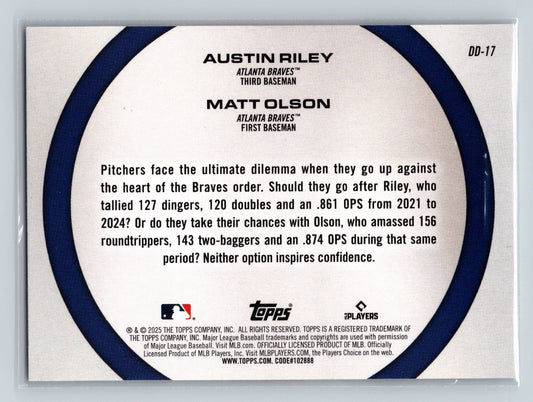 DD-17
AUSTIN RILEY
ATLANTA BRAVES™
THIRD BASEMAN
MATT OLSON
ATLANTA BRAVES™
FIRST BASEMAN
Pitchers face the ultimate dilemma when they go up against
the heart of the Braves order. Should they go after Riley, who
tallied 127 dingers, 120 doubles and an .861 OPS from 2021 to
2024? Or do they take their chances with Olson, who amassed 156
roundtrippers, 143 two-baggers and an .874 OPS during that same
period? Neither option inspires confidence.
topps
PLAYERS
® & © 2025 THE TOPPS COMPANY, INC. ALL RIGHTS RESERVED. TOPPS IS A REGISTERED TRADEMARK OF
THE TOPPS COMPANY, INC. Major League Baseball trademarks and copyrights are used with permission
of Major League Baseball. Visit MLB.com. OFFICIALLY LICENSED PRODUCT OF MLB. Officially
Licensed Product of MLB Players, Inc. Visit MLBPLAYERS.COM, the Players Choice on the web.
WWW.TOPPS.COM. CODE#102888